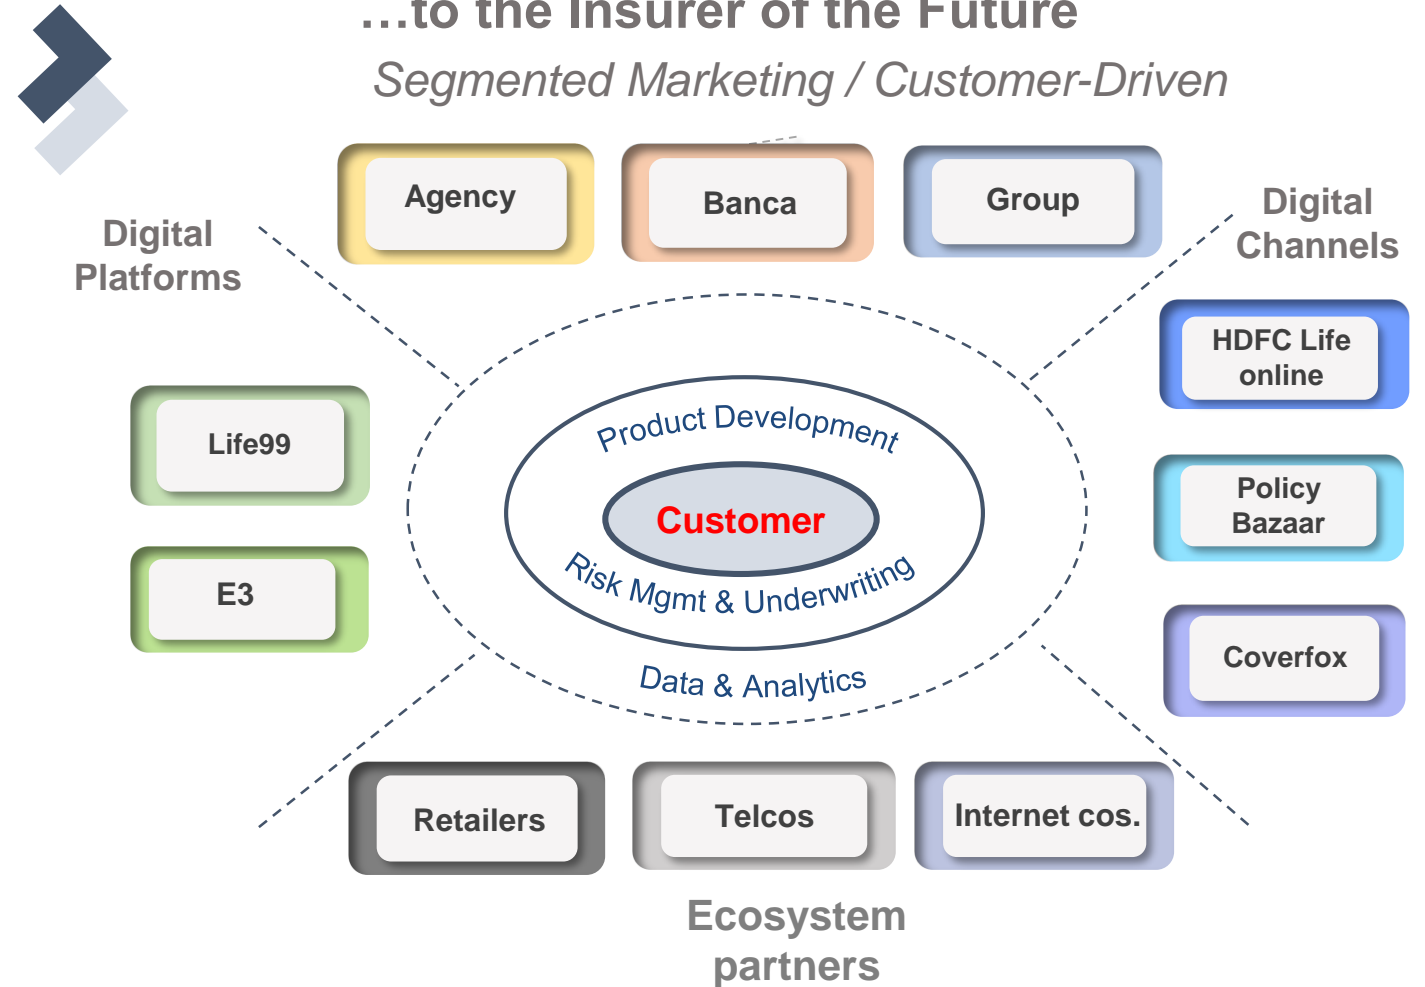 …to the Insurer of the Future
Segmented Marketing / Customer-Driven
Agency
Banca
Group
Digital
Platforms
Digital
Channels
HDFC Life
online
Life99
Policy
Bazaar
E3
Coverfox
Product Development
Customer
Risk Mgmt & Underwriting
Data & Analytics
Retailers
Telcos
Internet cos.
Ecosystem
partners